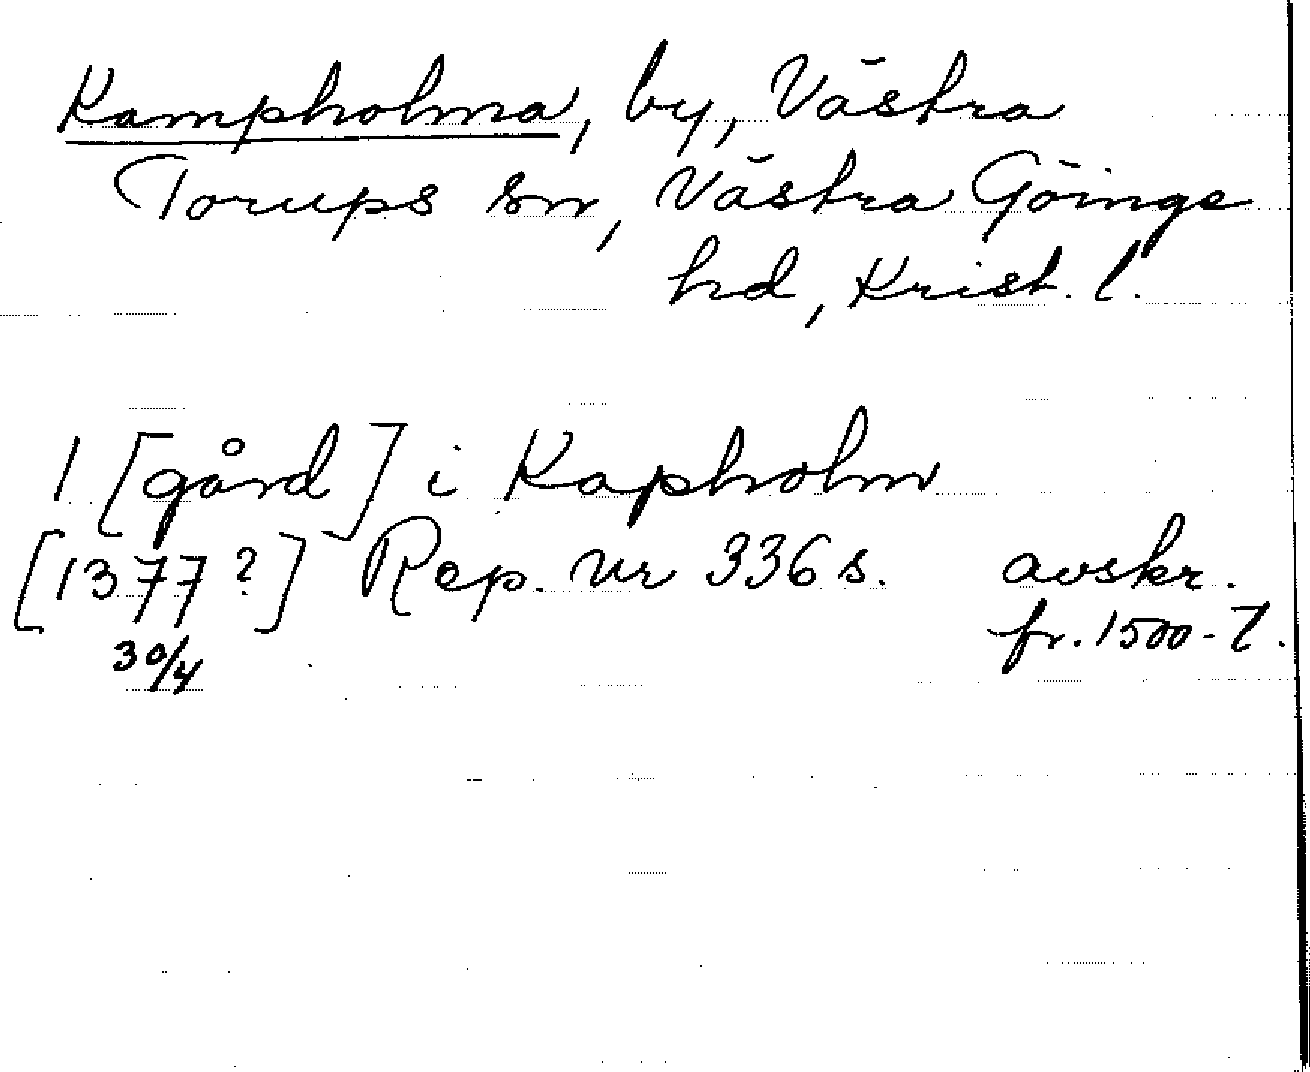 Kampholma, by, Västra
Torups sn, Västra Göinge
hd, Krist. l.
1 [gård] i Kapholm
[1377?] Rep. nr 336 s. avskr.
30/4 fr. 1500-t.